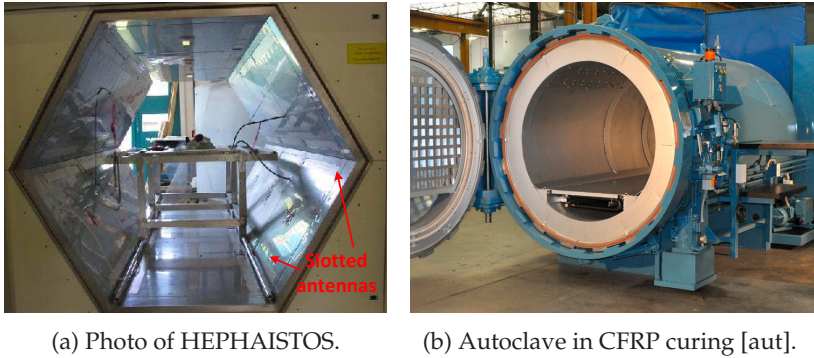 Slotted
antennas
(a) Photo of HEPHAISTOS.
(b) Autoclave in CFRP curing [aut].